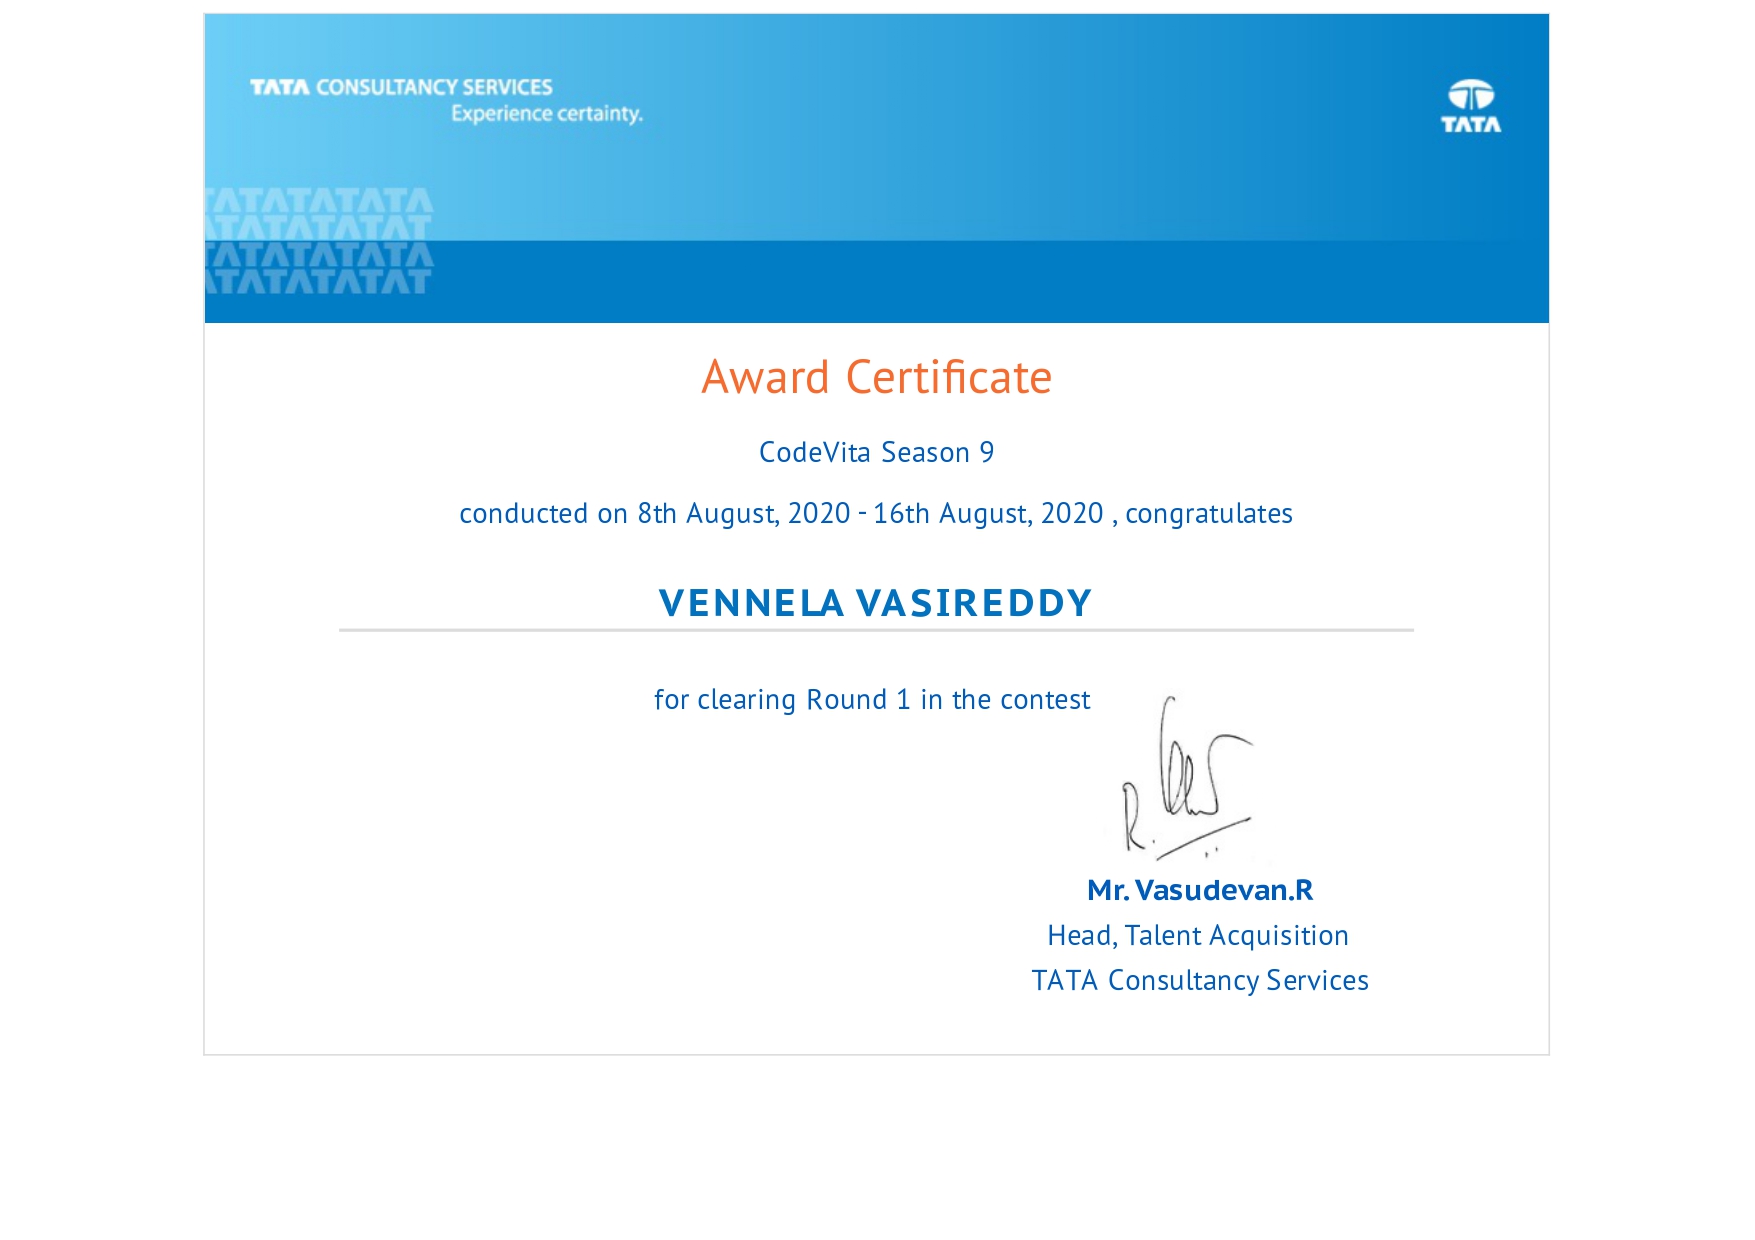 TATA CONSULTANCY SERVICES
Experience certainty.
TATA
TATATATATA
ATATATATAT
TATATATATA
ATATATATAT
Award Certificate
CodeVita Season 9
conducted on 8th August, 2020 - 16th August, 2020 , congratulates
VENNELA VASIREDDY
for clearing Round 1 in the contest
Mr. Vasudevan.R
Head, Talent Acquisition
TATA Consultancy Services